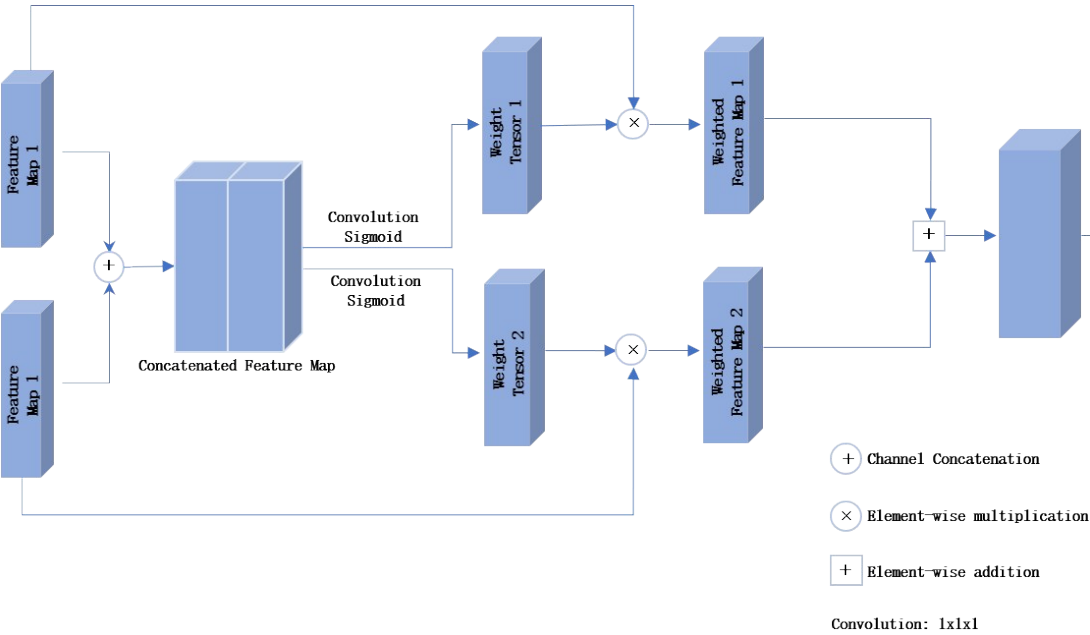 Feature
Map 1
Feature
Map 1
+
Concatenated Feature Map
Convolution
Sigmoid
Convolution
Sigmoid
Weight
Tensor 1
Weight
Tensor 2
×
×
Weighted
Feature Map 1
Weighted
Feature Map 2
+
+ Channel Concatenation
× Element-wise multiplication
+ Element-wise addition
Convolution: 1x1x1